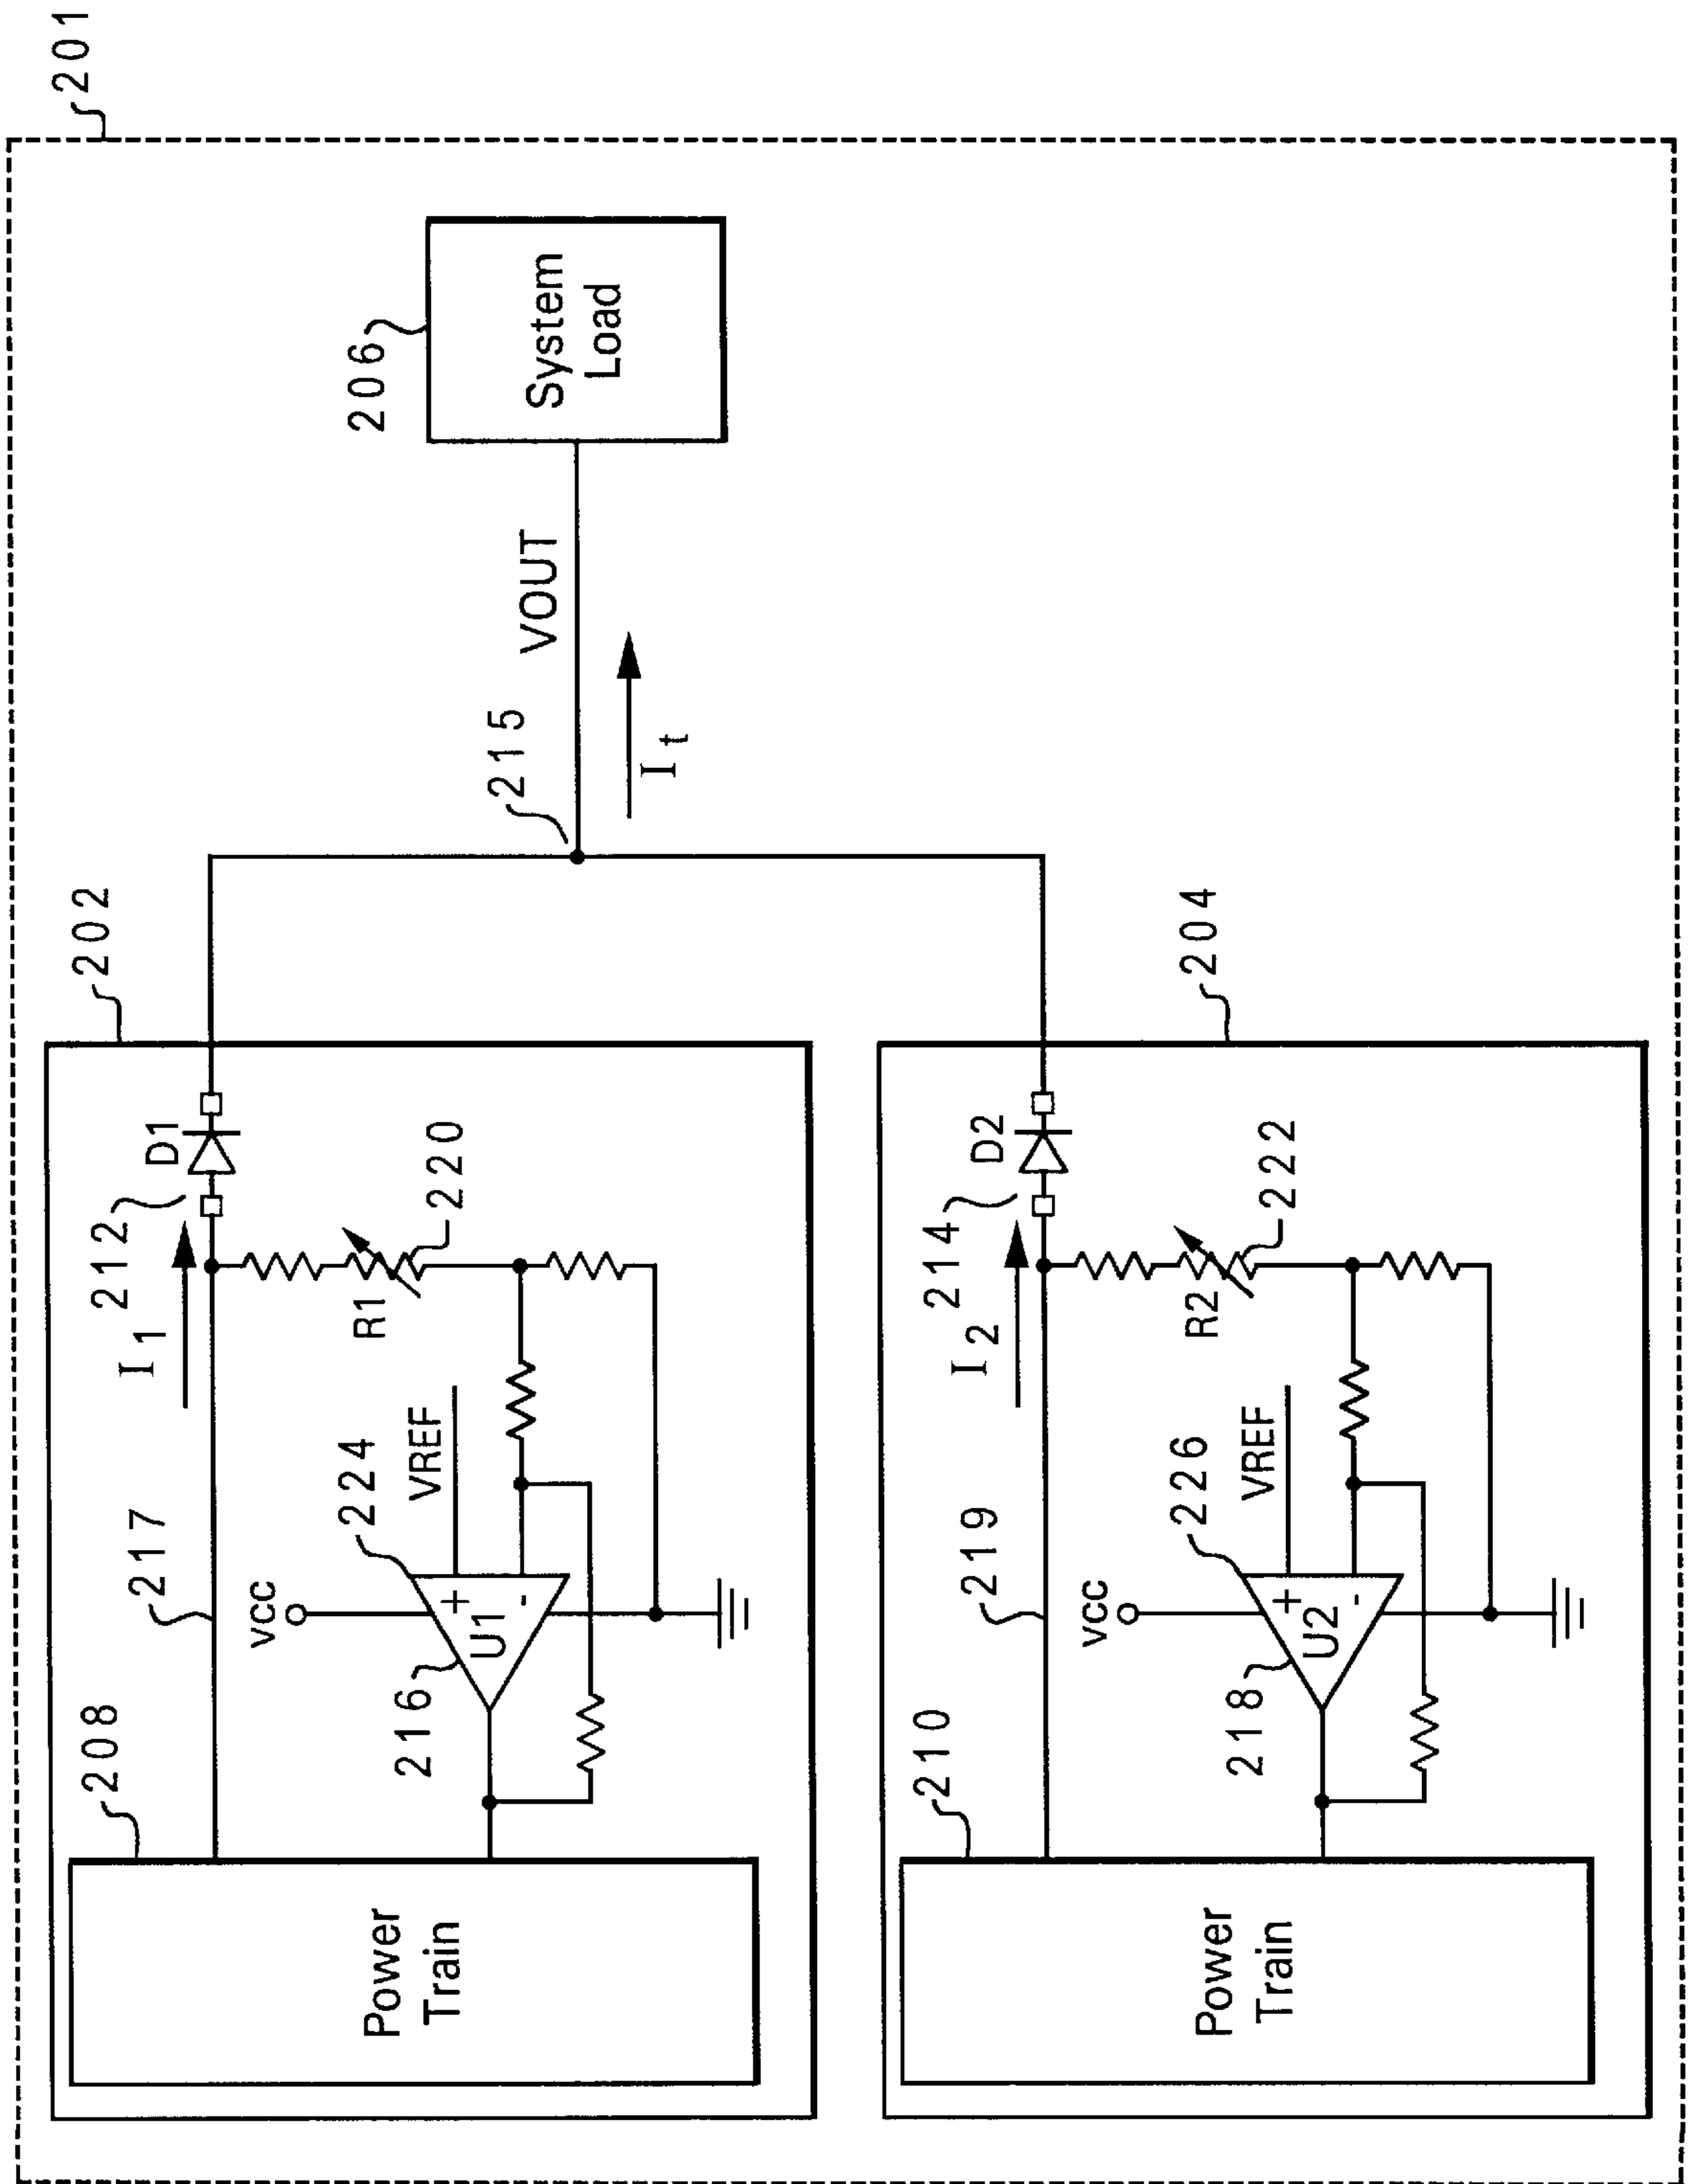 201
202
208
217
I1
212
D1
vcc
224
VREF
R1
220
216
U1
+
-
Power
Train
215
VOUT
It
206
System
Load
204
210
219
I2
214
D2
vcc
226
VREF
R2
222
218
U2
+
-
Power
Train